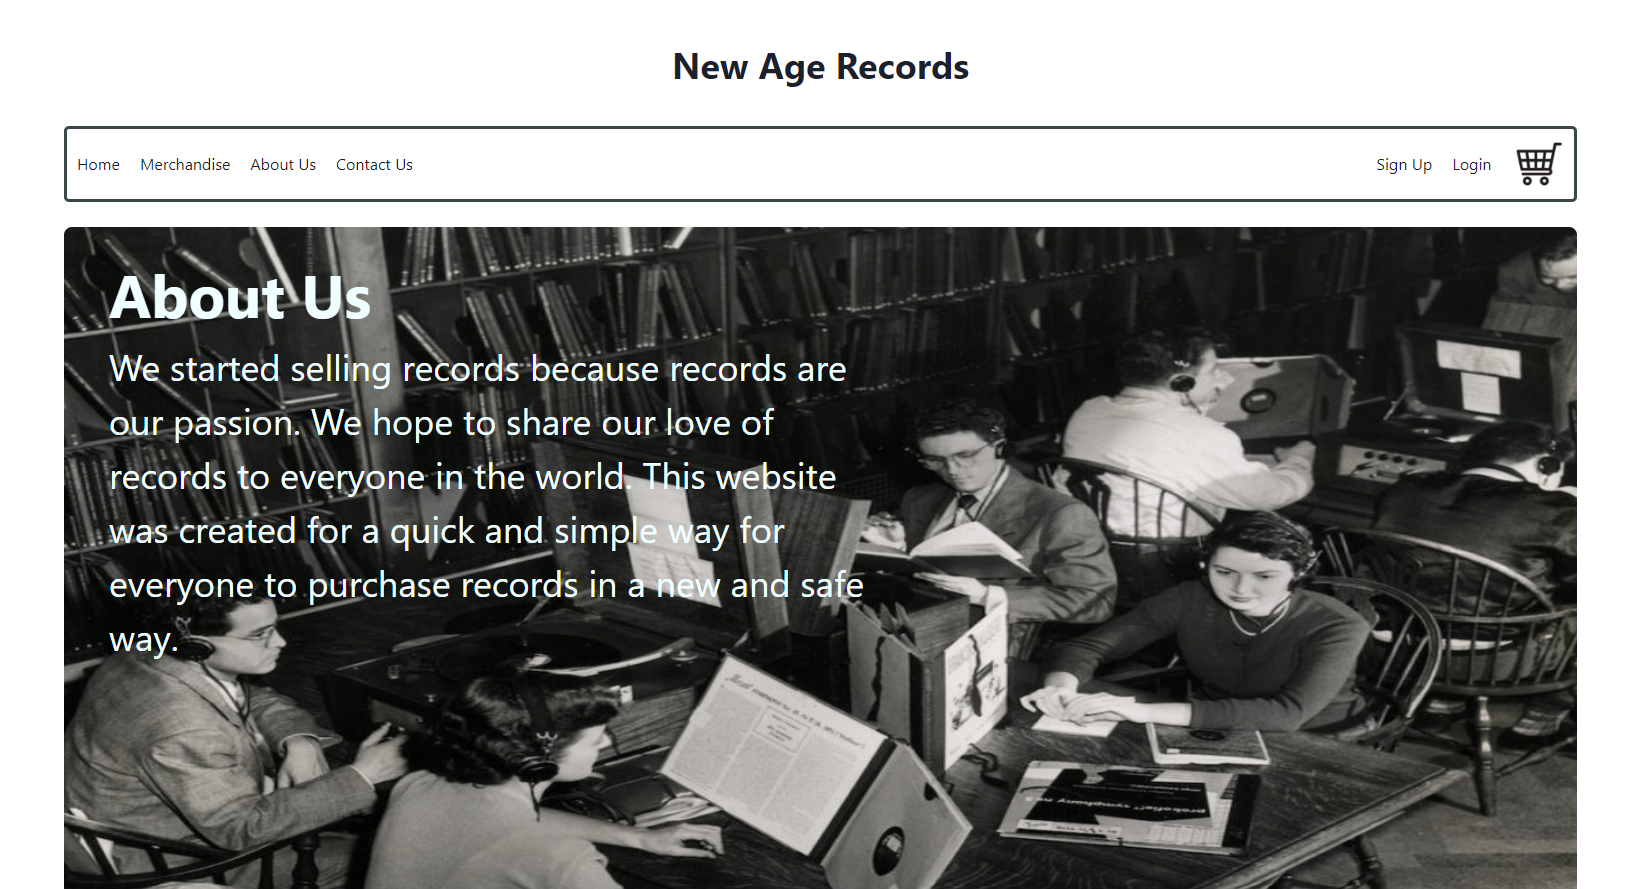 New Age Records
Home Merchandise About Us Contact Us Sign Up Login
About Us
We started selling records because records are
our passion. We hope to share our love of
records to everyone in the world. This website
was created for a quick and simple way for
everyone to purchase records in a new and safe
way.